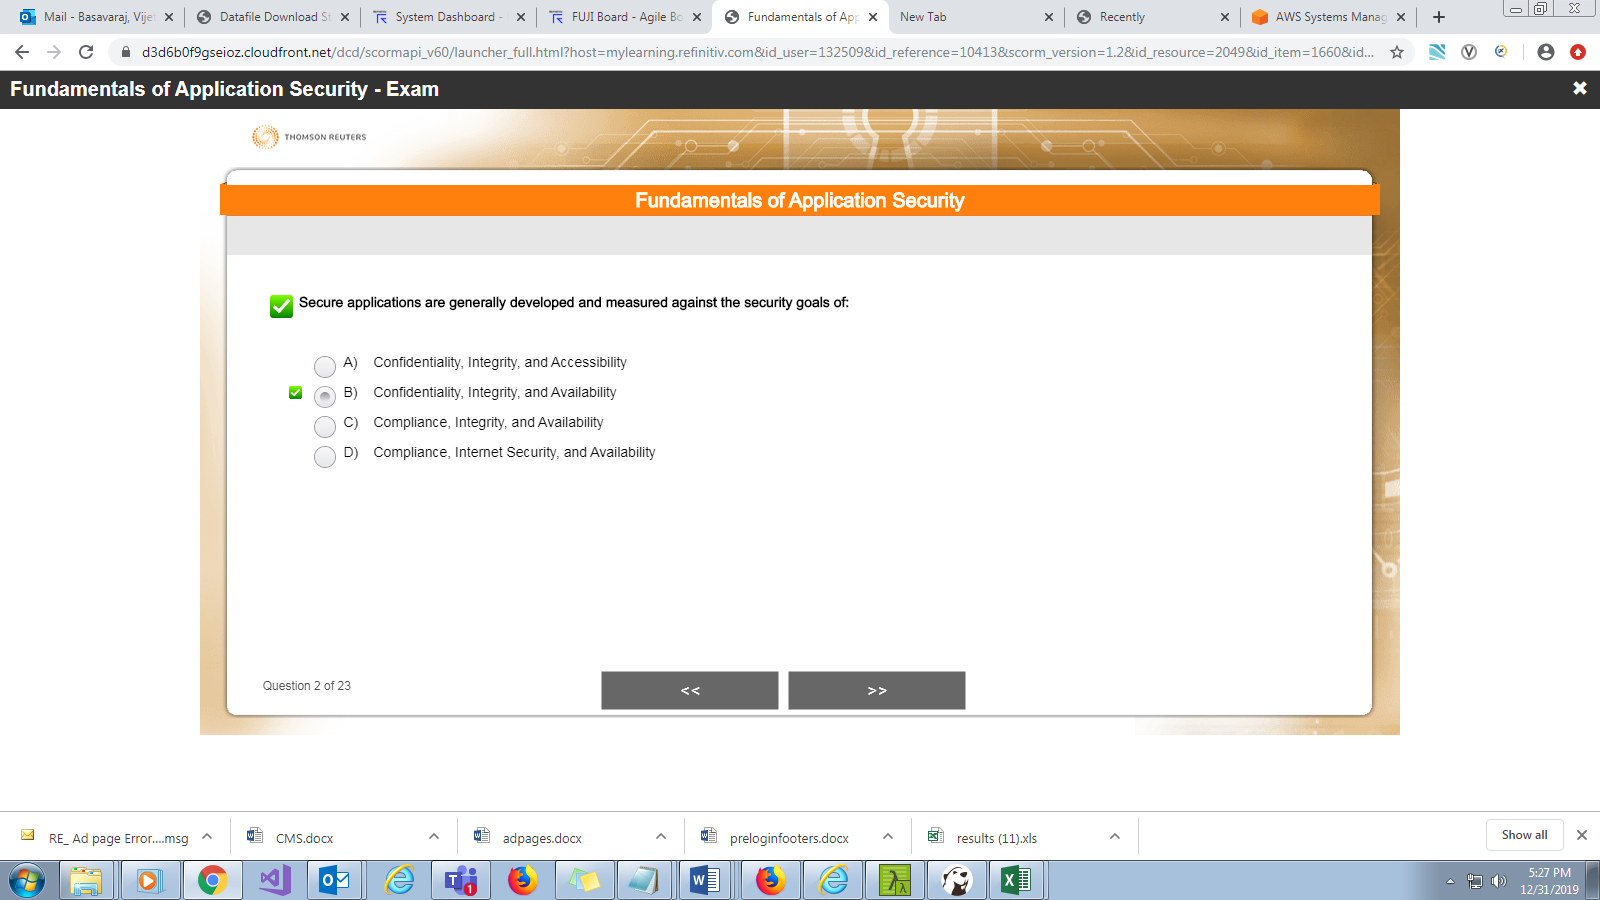 Mail - Basavaraj, Vije
Datafile Download St
System Dashboard -
FUJI Board - Agile Bo
Fundamentals of App
New Tab
Recently
AWS Systems Manag
d3d6b0f9gseioz.cloudfront.net/dcd/scormapi_v60/launcher_full.html?host=mylearning.refinitiv.com&id_user=132509&id_reference=10413&scorm_version=1.2&id_resource=2049&id_item=1660&id...
Fundamentals of Application Security - Exam
THOMSON REUTERS
Fundamentals of Application Security
Secure applications are generally developed and measured against the security goals of:
A) Confidentiality, Integrity, and Accessibility
B) Confidentiality, Integrity, and Availability
C) Compliance, Integrity, and Availability
D) Compliance, Internet Security, and Availability
Question 2 of 23
<<
>>
RE_ Ad page Error....msg
CMS.docx
adpages.docx
preloginfooters.docx
results (11).xls
Show all
1
5:27 PM
12/31/2019